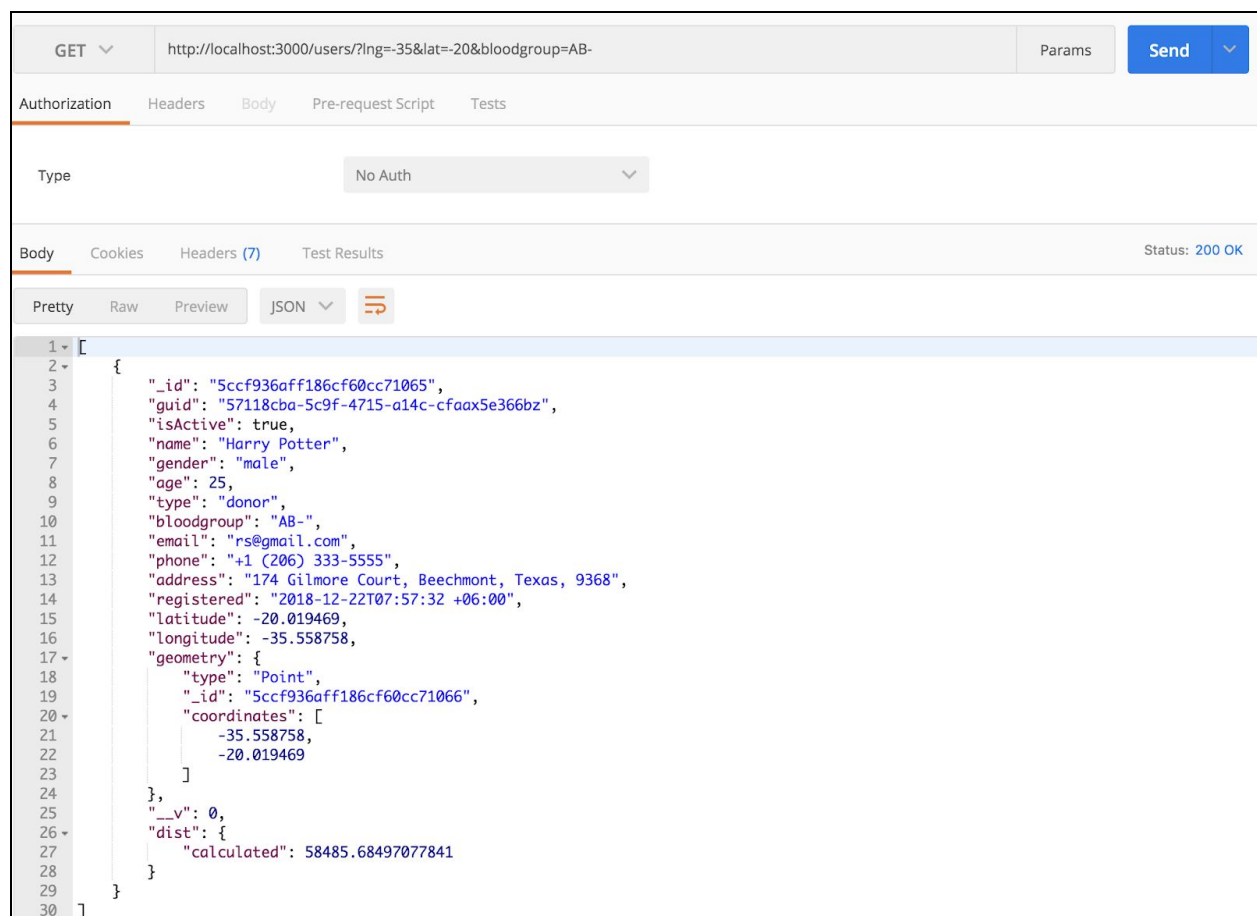 GET http://localhost:3000/users/?lng=-35&lat=-20&bloodgroup=AB- Params Send
Authorization Headers Body Pre-request Script Tests
Type No Auth
Body Cookies Headers (7) Test Results Status: 200 OK
Pretty Raw Preview JSON
1 [
2 {
3 "_id": "5ccf936aff186cf60cc71065",
4 "guid": "57118cba-5c9f-4715-a14c-cfaax5e366bz",
5 "isActive": true,
6 "name": "Harry Potter",
7 "gender": "male",
8 "age": 25,
9 "type": "donor",
10 "bloodgroup": "AB-",
11 "email": "rs@gmail.com",
12 "phone": "+1 (206) 333-5555",
13 "address": "174 Gilmore Court, Beechmont, Texas, 9368",
14 "registered": "2018-12-22T07:57:32 +06:00",
15 "latitude": -20.019469,
16 "longitude": -35.558758,
17 "geometry": {
18 "type": "Point",
19 "_id": "5ccf936aff186cf60cc71066",
20 "coordinates": [
21 -35.558758,
22 -20.019469
23 ]
24 },
25 "__v": 0,
26 "dist": {
27 "calculated": 58485.68497077841
28 }
29 }
30 ]